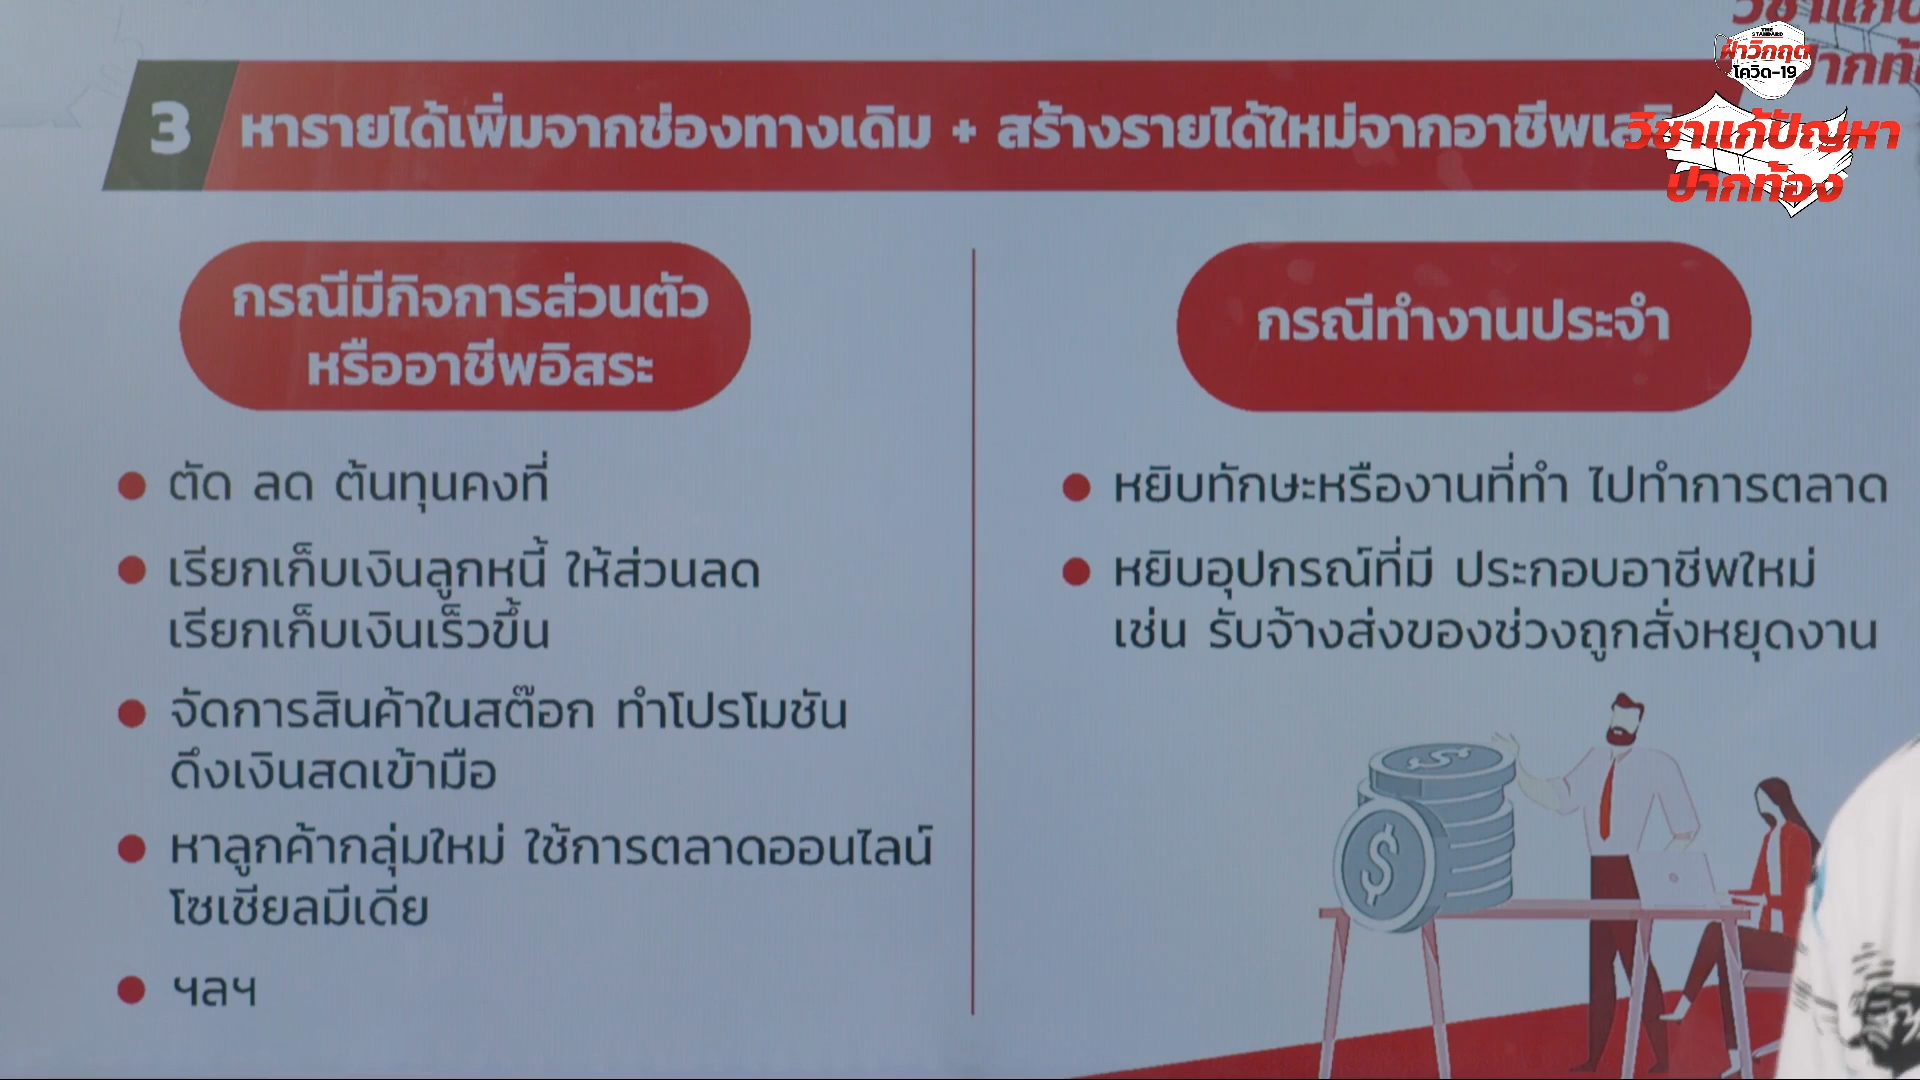 THE STANDARD
ฝ่าวิกฤต
โควิด-19
วิชาแก้ปัญหา
ปากท้อง
3 หารายได้เพิ่มจากช่องทางเดิม + สร้างรายได้ใหม่จากอาชีพ
กรณีมีกิจการส่วนตัว
หรืออาชีพอิสระ
ตัด ลด ต้นทุนคงที่
เรียกเก็บเงินลูกหนี้ ให้ส่วนลด
เรียกเก็บเงินเร็วขึ้น
จัดการสินค้าในสต๊อก ทำโปรโมชัน
ดึงเงินสดเข้ามือ
หาลูกค้ากลุ่มใหม่ ใช้การตลาดออนไลน์
โซเชียลมีเดีย
ฯลฯ
กรณีทำงานประจำ
หยิบทักษะหรืองานที่ทำ ไปทำการตลาด
หยิบอุปกรณ์ที่มี ประกอบอาชีพใหม่
เช่น รับจ้างส่งของช่วงถูกสั่งหยุดงาน